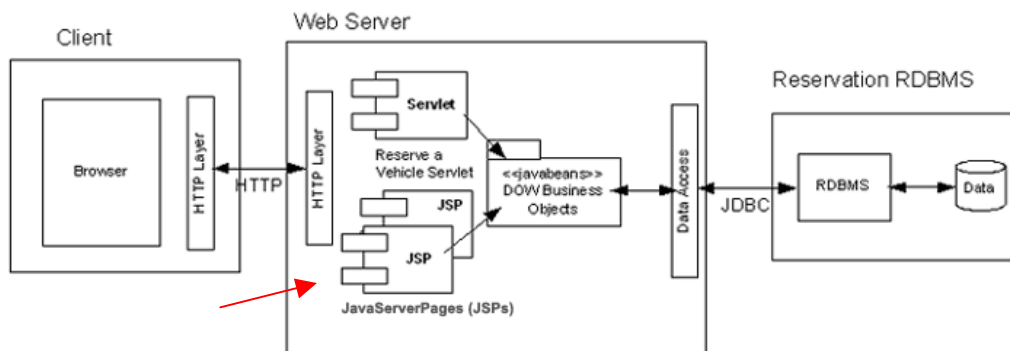 Client
Browser
HTTP Layer
HTTP
Web Server
HTTP Layer
Servlet
Reserve a
Vehicle Servlet
JSP
JSP
JavaServerPages (JSPs)
<<javabeans>>
DOW Business
Objects
Data Access
JDBC
Reservation RDBMS
RDBMS
Data